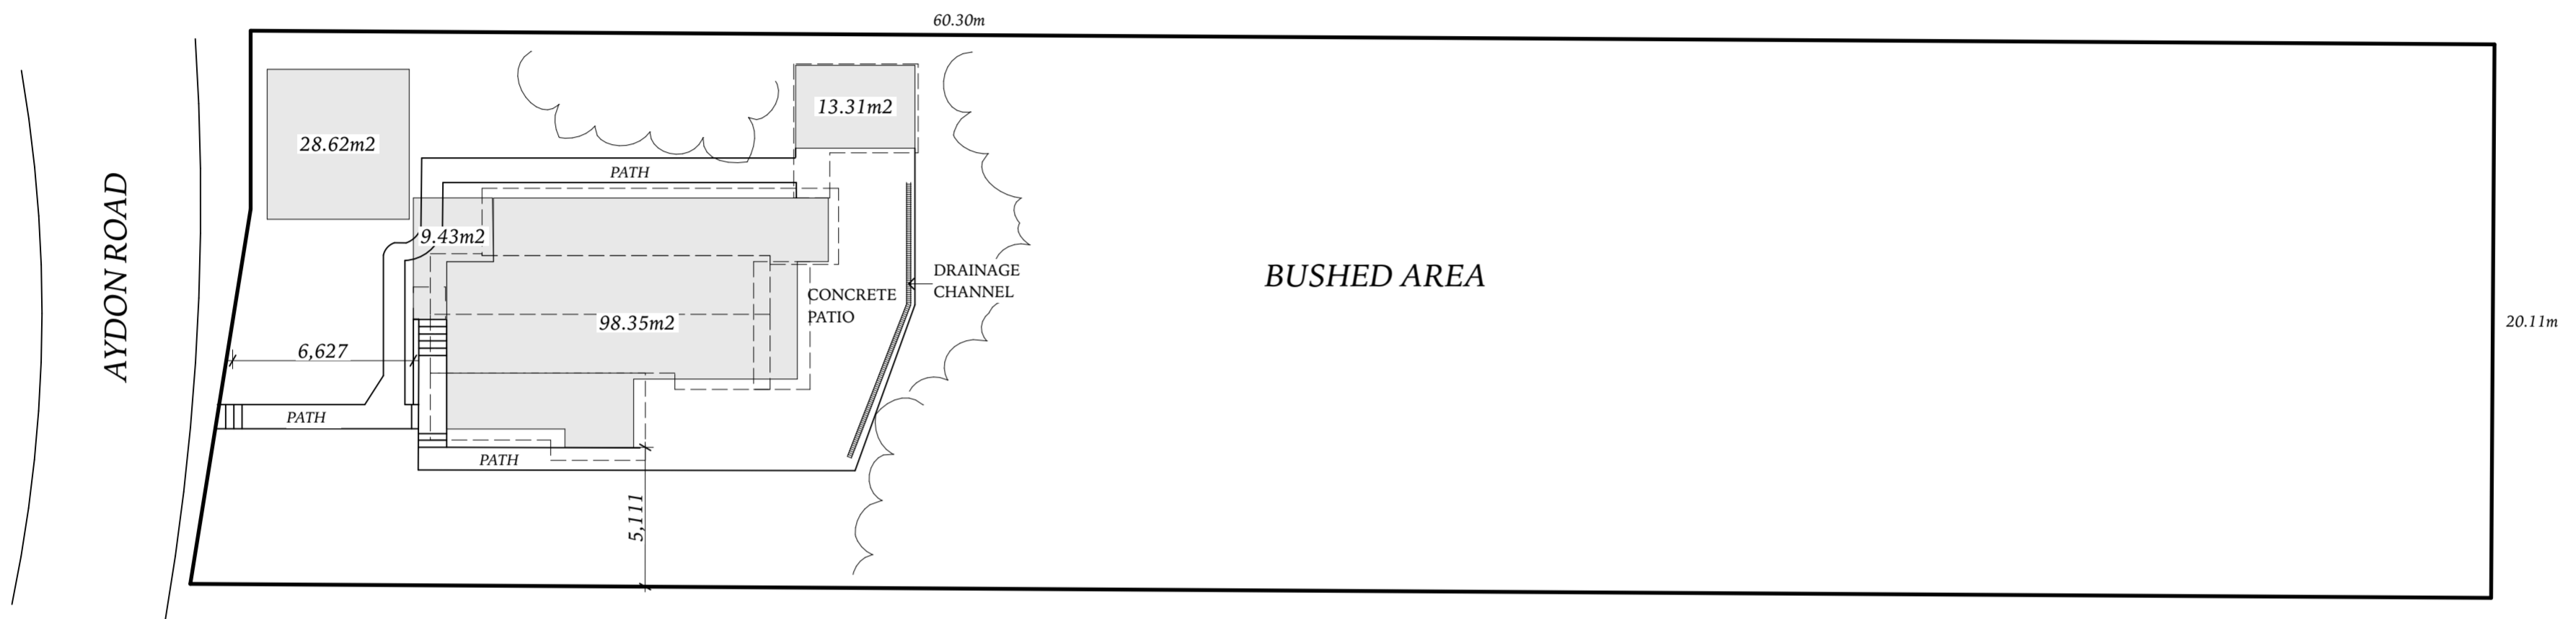 60.30m
13.31m2
28.62m2
PATH
AYDON ROAD
9.43m2
DRAINAGE
CHANNEL
BUSHED AREA
CONCRETE
PATIO
98.35m2
20.11m
6,627
PATH
PATH
5,111